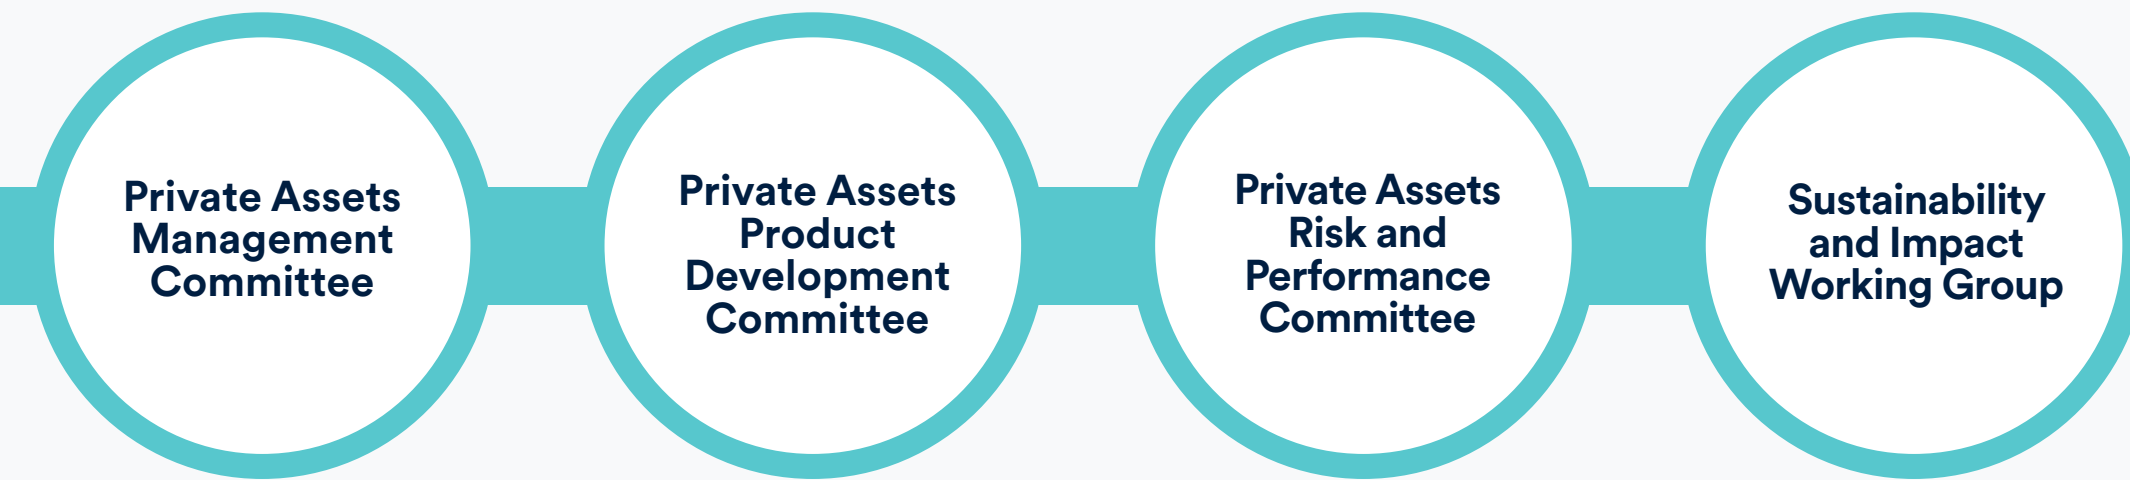 Private Assets
Management
Committee
Private Assets
Product
Development
Committee
Private Assets
Risk and
Performance
Committee
Sustainability
and Impact
Working Group